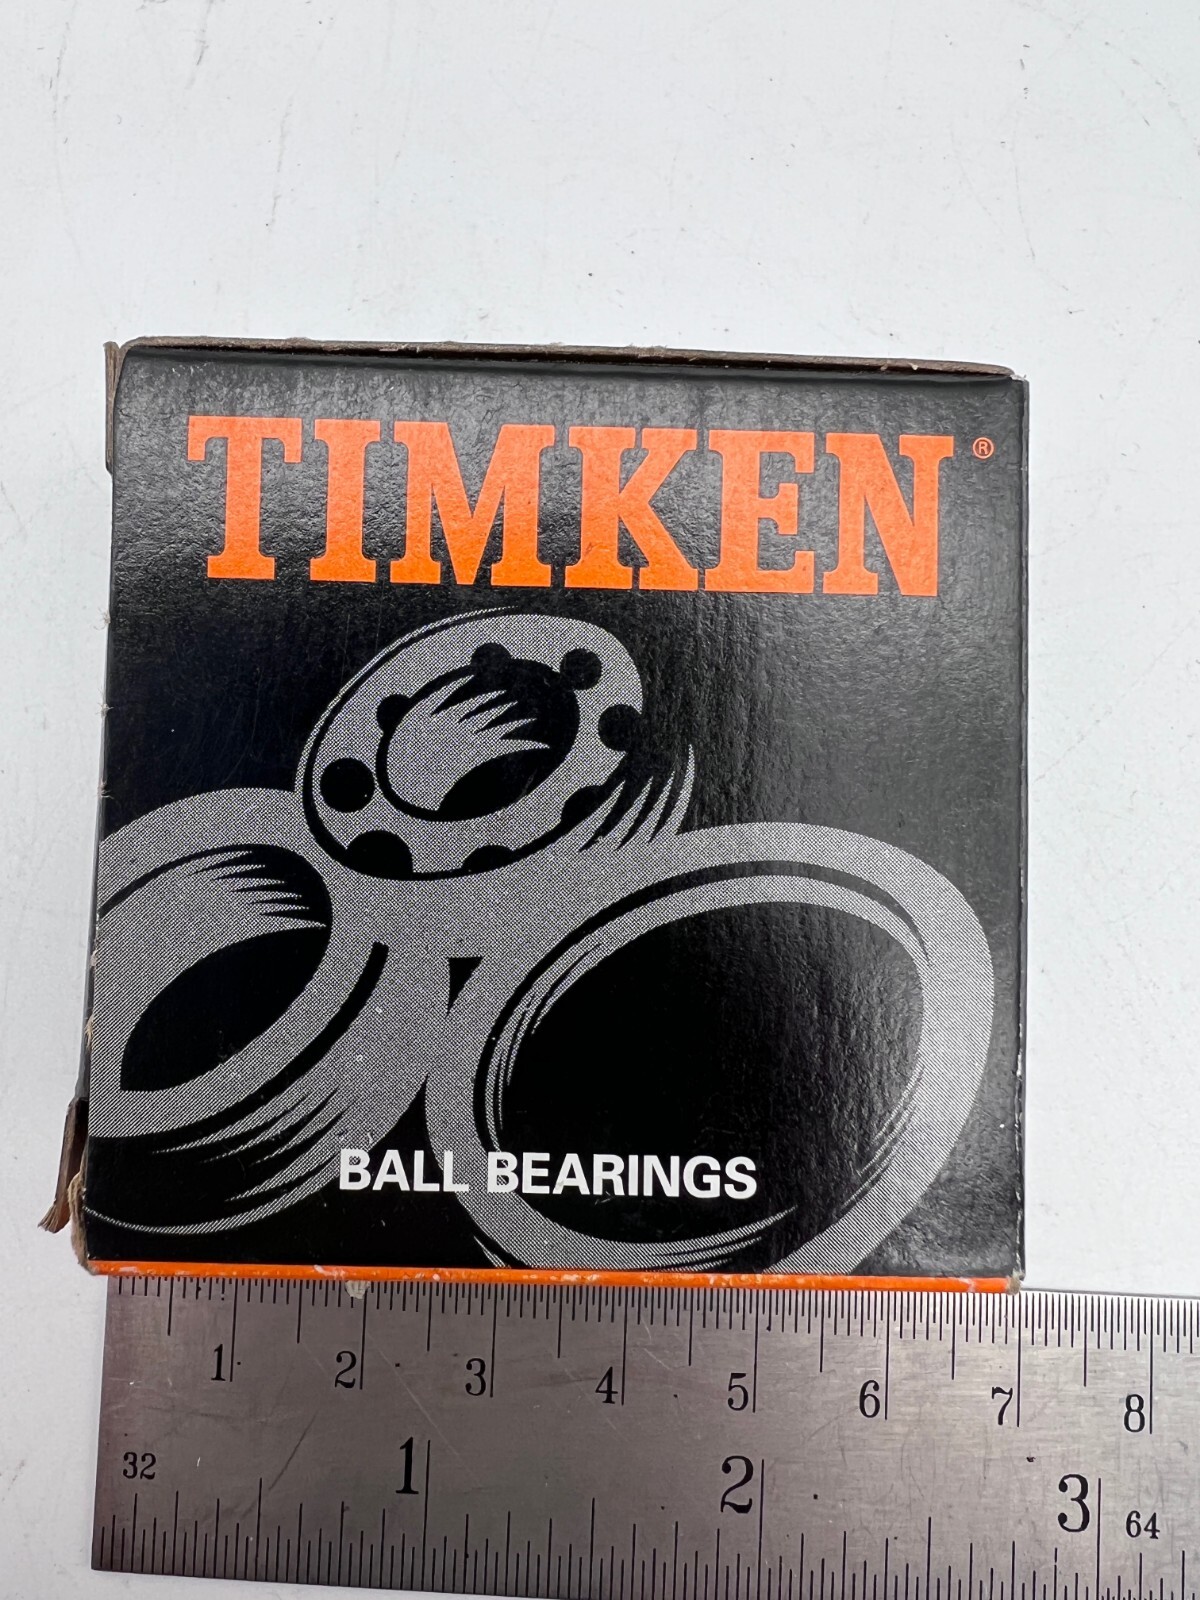 TIMKEN®
BALL BEARINGS
1 2 3 4 5 6 7 8
32 1 2 3 64